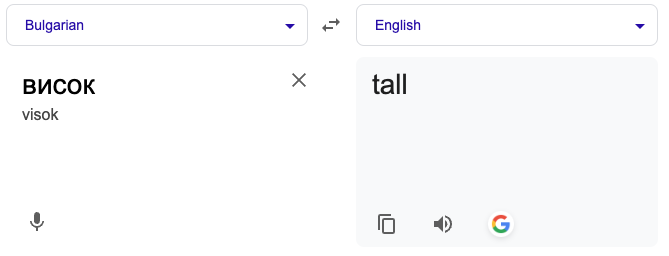 Bulgarian
English
висок
visok
tall